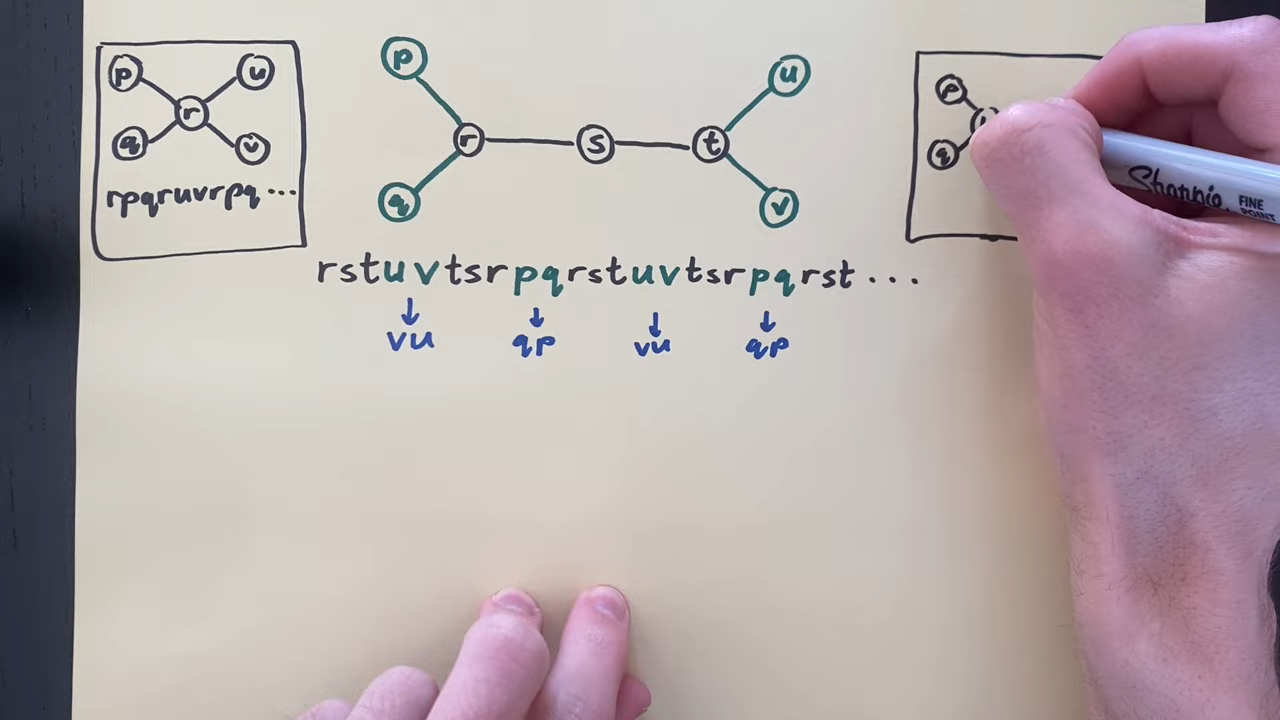 p u
r
q v
rpqruvrpq...
p u
r s t
q v
rstuvtsrpqrstuvtsrpqrst...
vu qp vu qp
p
q
Sharpie. FINE POINT